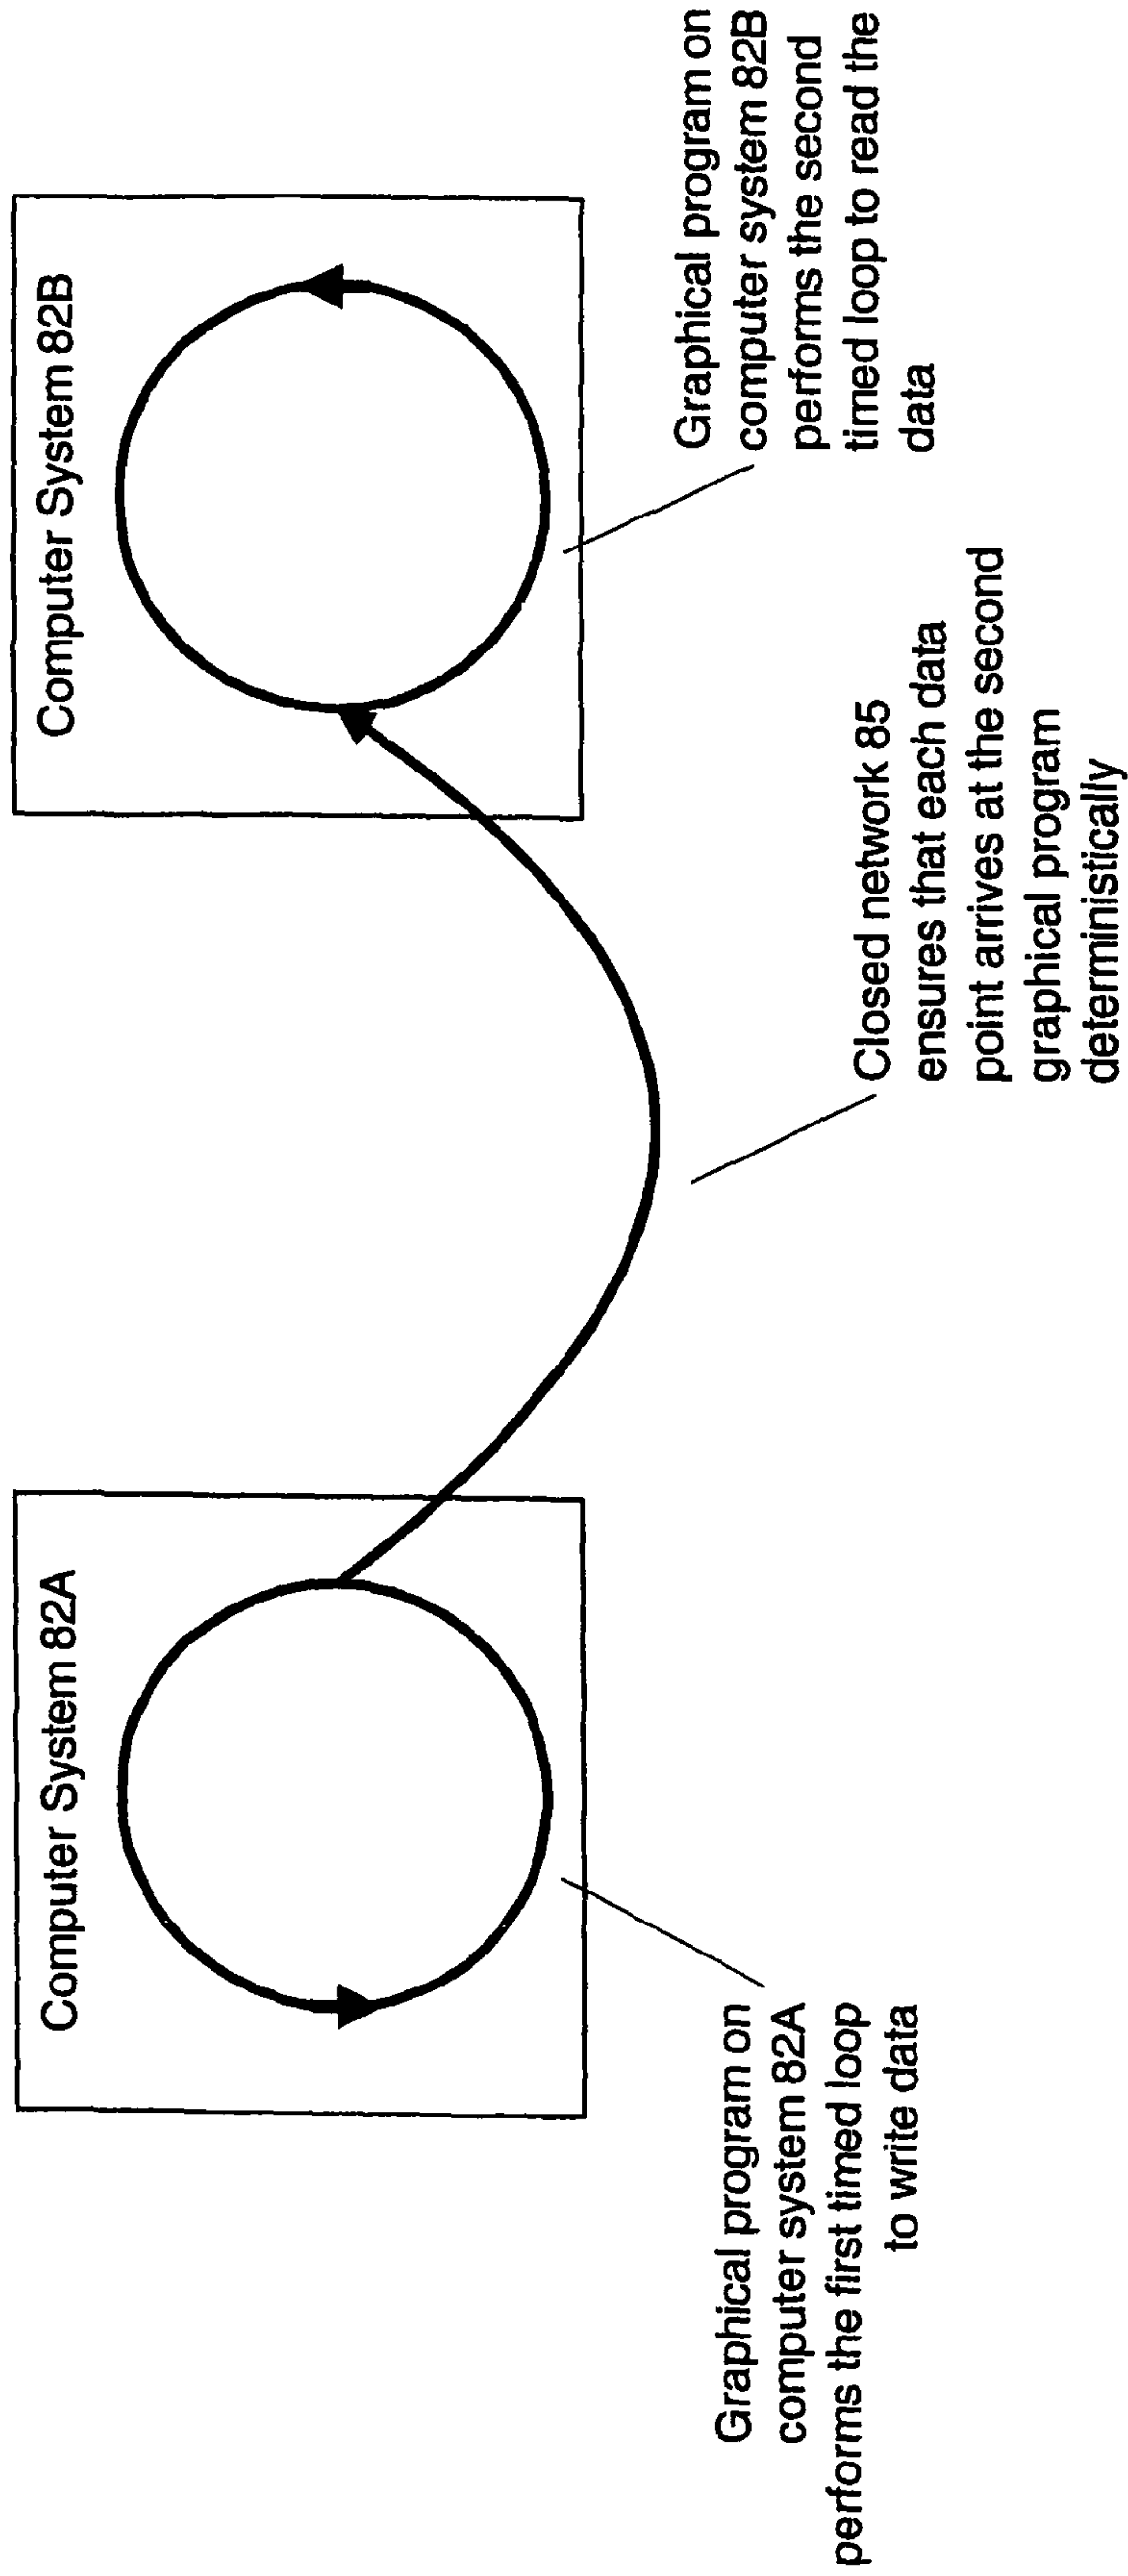 Computer System 82A
Computer System 82B
Graphical program on
computer system 82A
performs the first timed loop
to write data
Closed network 85
ensures that each data
point arrives at the second
graphical program
deterministically
Graphical program on
computer system 82B
performs the second
timed loop to read the
data